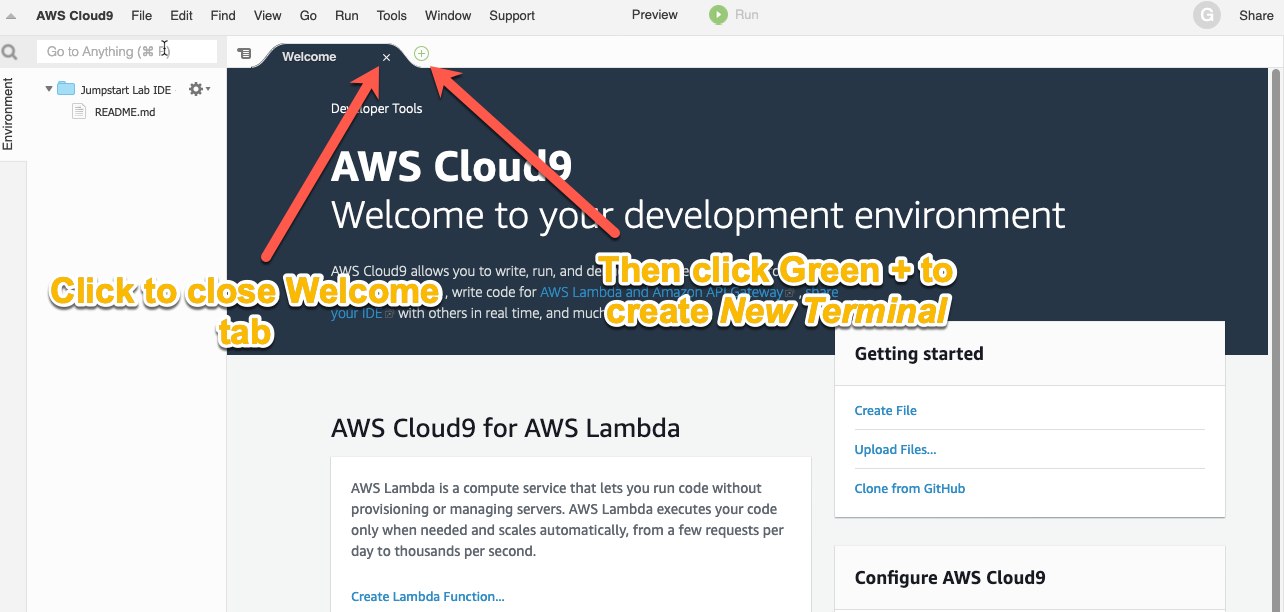 AWS Cloud9 File Edit Find View Go Run Tools Window Support Preview Run G Share
Go to Anything (⌘
Welcome
Environment
Jumpstart Lab IDE
README.md
Developer Tools
AWS Cloud9
Welcome to your development environment
AWS Cloud9 allows you to write, run, and
, write code for AWS Lambda and Amazon API Gateway , share
your IDE with others in real time, and much
Click to close Welcome
tab
Then click Green + to
create New Terminal
Getting started
Create File
Upload Files...
Clone from GitHub
AWS Cloud9 for AWS Lambda
AWS Lambda is a compute service that lets you run code without
provisioning or managing servers. AWS Lambda executes your code
only when needed and scales automatically, from a few requests per
day to thousands per second.
Create Lambda Function...
Configure AWS Cloud9